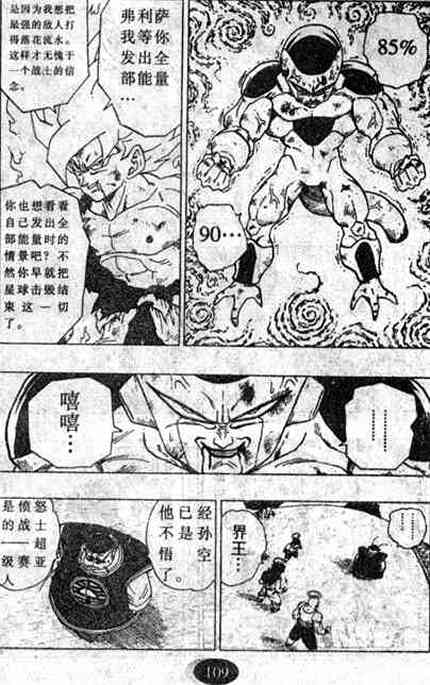 85%
90…
弗利萨
我等你
发出全
部能量
…
是因为我想把
最强的敌人打
得落花流水。
这样才无愧于
一个战士的信
念。
你也想看看
自己发出全
部能量时的
情景吧？不
然你早就把
星球击毁结
束这一切
了。
………
嘻嘻…
………
界王…
他已经
不是孙
悟空
了。
是愤怒
的战士
——超
级赛亚
人
109